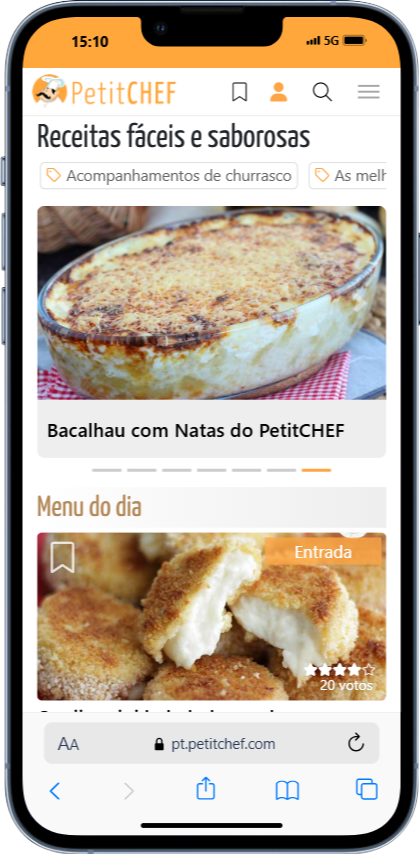 15:10
5G
PetitCHEF
Receitas fáceis e saborosas
Acompanhamentos de churrasco
As melh
Bacalhau com Natas do PetitCHEF
Menu do dia
Entrada
20 votos
AA
pt.petitchef.com